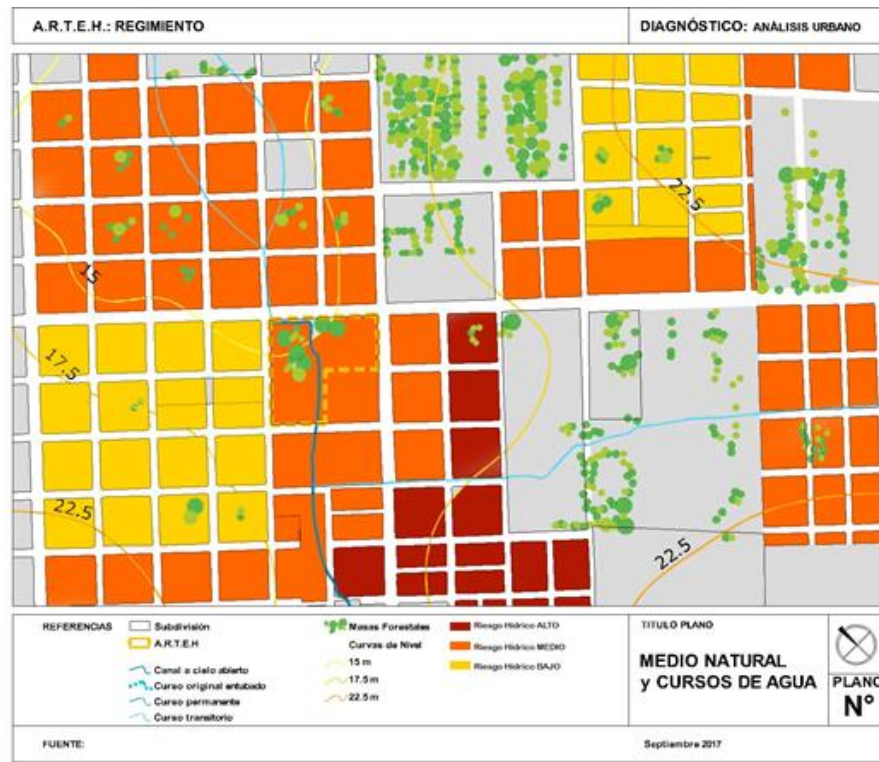 A.R.T.E.H.: REGIMIENTO
DIAGNÓSTICO: ANÁLISIS URBANO
22.5
15
17.5
22.5
22.5
REFERENCIAS
Subdivisión
A.R.T.E.H
Canal a cielo abierto
Curso original entubado
Curso permanente
Curso transitorio
Masas Forestales
Curvas de Nivel
15 m
17.5 m
22.5 m
Riesgo Hídrico ALTO
Riesgo Hídrico MEDIO
Riesgo Hídrico BAJO
TITULO PLANO
MEDIO NATURAL
y CURSOS DE AGUA
PLANO
N°
FUENTE:
Septiembre 2017